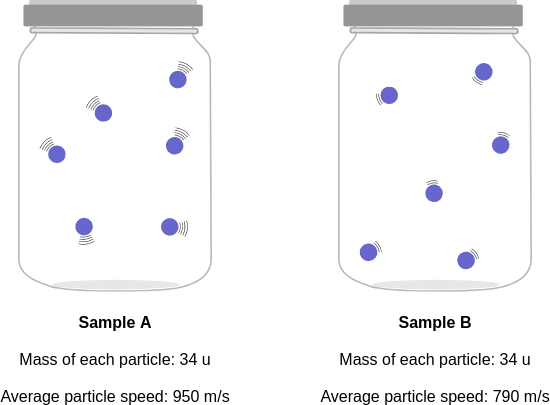 Sample A
Mass of each particle: 34 u
Average particle speed: 950 m/s
Sample B
Mass of each particle: 34 u
Average particle speed: 790 m/s